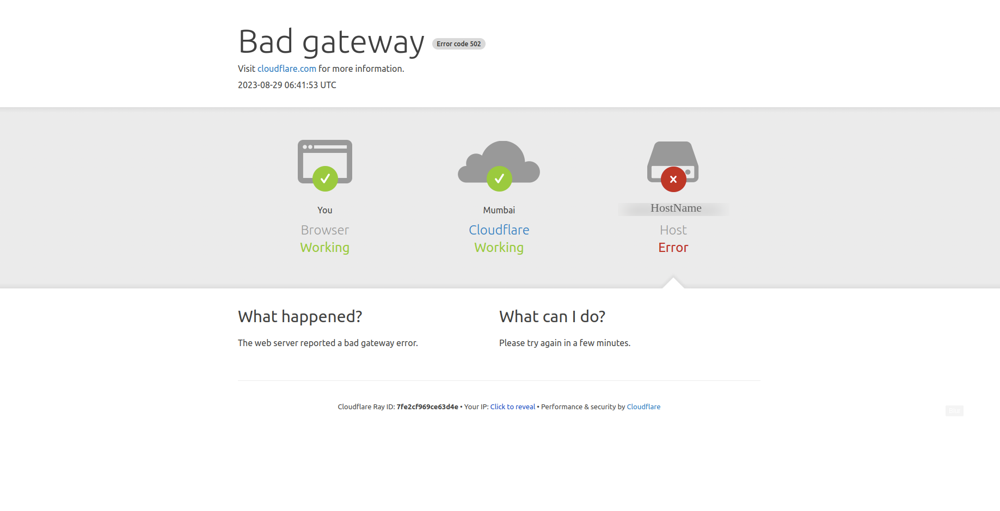 Bad gateway Error code 502
Visit cloudflare.com for more information.
2023-08-29 06:41:53 UTC
You
Browser
Working
Mumbai
Cloudflare
Working
HostName
Host
Error
What happened?
The web server reported a bad gateway error.
What can I do?
Please try again in a few minutes.
Cloudflare Ray ID: 7fe2cf969ce63d4e • Your IP: Click to reveal • Performance & security by Cloudflare
Blur